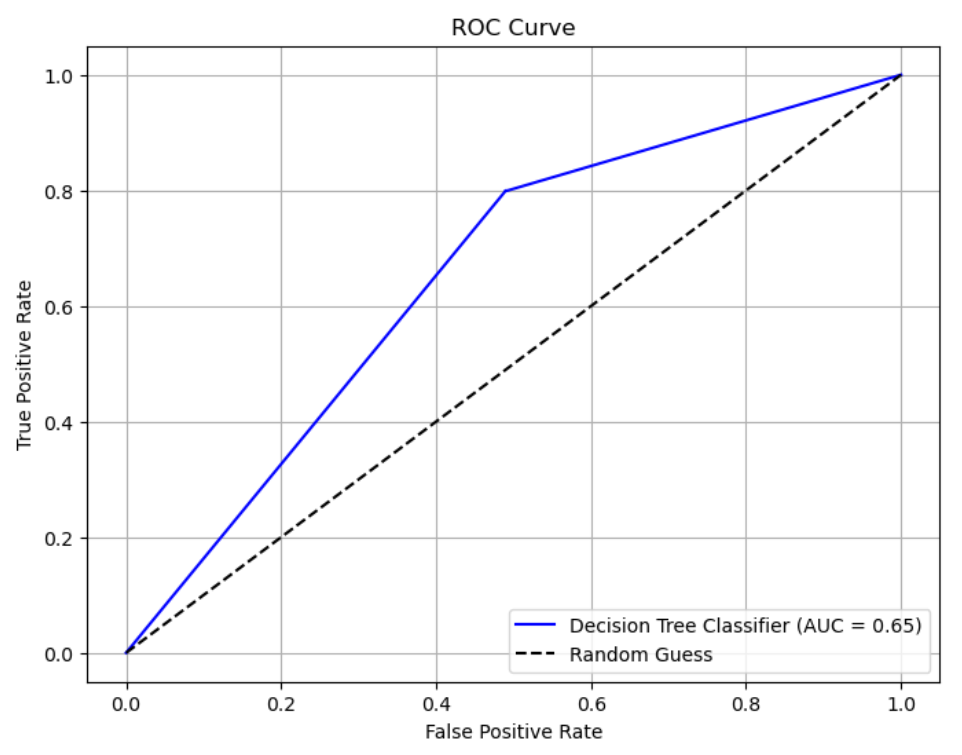 ROC Curve
True Positive Rate
1.0
0.8
0.6
0.4
0.2
0.0
0.0 0.2 0.4 0.6 0.8 1.0
False Positive Rate
Decision Tree Classifier (AUC = 0.65)
Random Guess